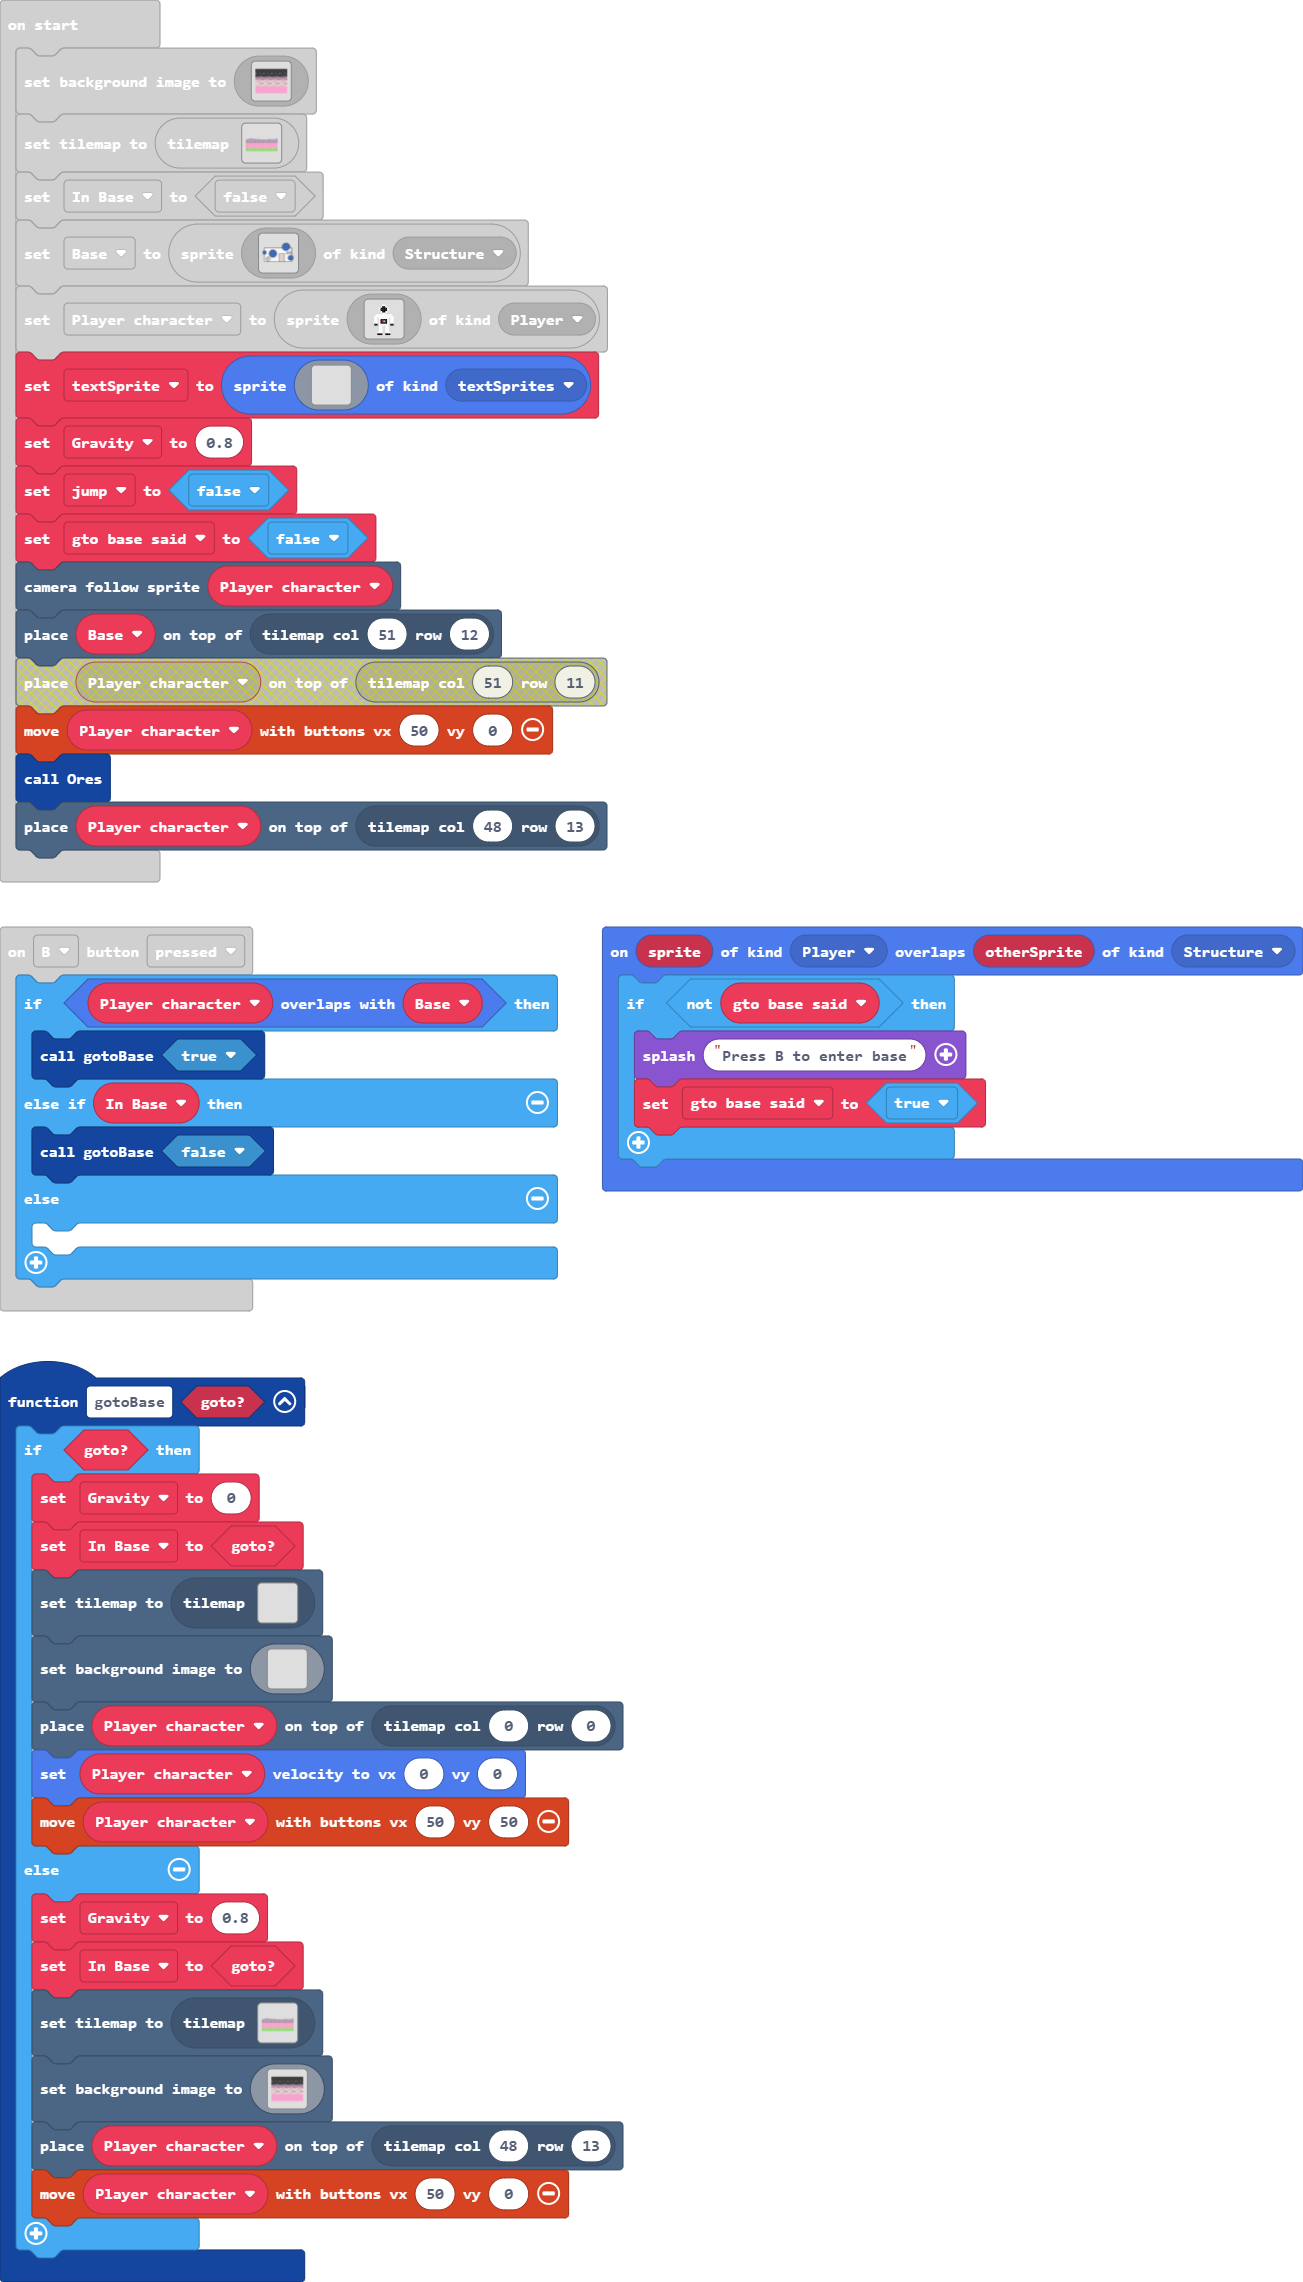 on start
set background image to
set tilemap to tilemap
set In Base to false
set Base to sprite of kind Structure
set Player character to sprite of kind Player
set textSprite to sprite of kind textSprites
set Gravity to 0.8
set jump to false
set gto base said to false
camera follow sprite Player character
place Base on top of tilemap col 51 row 12
place Player character on top of tilemap col 51 row 11
move Player character with buttons vx 50 vy 0
call Ores
place Player character on top of tilemap col 48 row 13
on B button pressed
if Player character overlaps with Base then
call gotoBase true
else if In Base then
call gotoBase false
else
on sprite of kind Player overlaps otherSprite of kind Structure
if not gto base said then
splash "Press B to enter base"
set gto base said to true
function gotoBase goto?
if goto? then
set Gravity to 0
set In Base to goto?
set tilemap to tilemap
set background image to
place Player character on top of tilemap col 0 row 0
set Player character velocity to vx 0 vy 0
move Player character with buttons vx 50 vy 50
else
set Gravity to 0.8
set In Base to goto?
set tilemap to tilemap
set background image to
place Player character on top of tilemap col 48 row 13
move Player character with buttons vx 50 vy 0